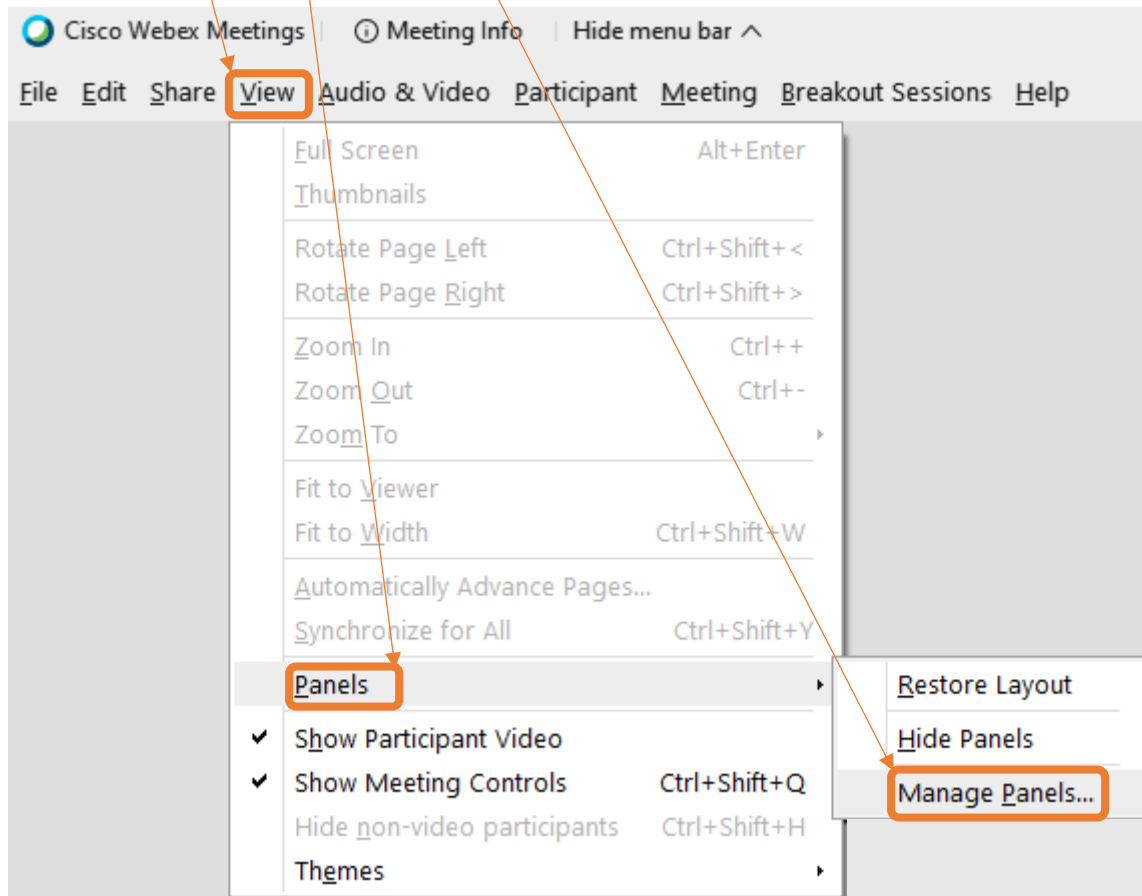 Cisco Webex Meetings Meeting Info Hide menu bar
File Edit Share View Audio & Video Participant Meeting Breakout Sessions Help
Full Screen Alt+Enter
Thumbnails
Rotate Page Left Ctrl+Shift+<
Rotate Page Right Ctrl+Shift+>
Zoom In Ctrl++
Zoom Out Ctrl+-
Zoom To
Fit to Viewer
Fit to Width Ctrl+Shift+W
Automatically Advance Pages...
Synchronize for All Ctrl+Shift+Y
Panels
Show Participant Video
Show Meeting Controls Ctrl+Shift+Q
Hide non-video participants Ctrl+Shift+H
Themes
Restore Layout
Hide Panels
Manage Panels...